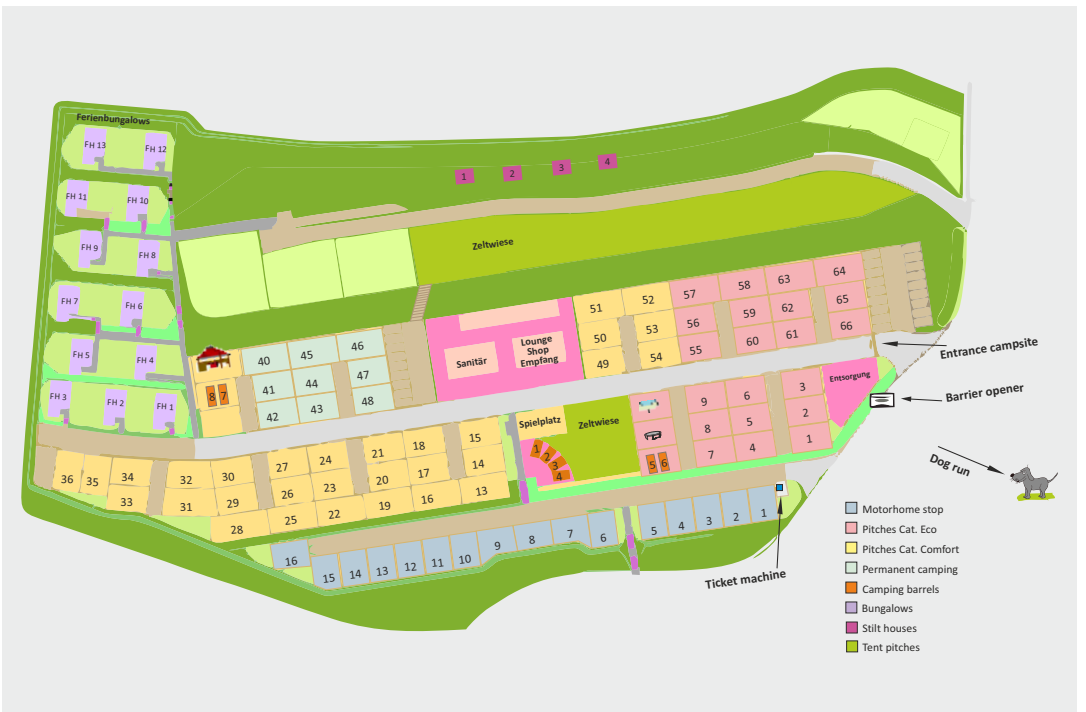 Ferienbungalows
FH 13
FH 12
FH 11
FH 10
FH 9
FH 8
FH 7
FH 6
FH 5
FH 4
FH 3
FH 2
FH 1
1
2
3
4
Zeltwiese
51
52
57
58
63
64
50
53
56
59
62
65
49
54
55
60
61
66
Sanitär
Lounge
Shop
Empfang
40
45
46
41
44
47
42
43
48
8
7
Entrance campsite
Entsorgung
Barrier opener
Spielplatz
Zeltwiese
1
2
3
4
5
6
9
6
3
8
5
2
7
4
1
36
35
34
32
30
27
24
21
18
15
33
31
29
26
23
20
17
14
28
25
22
19
16
13
16
15
14
13
12
11
10
9
8
7
6
5
4
3
2
1
Dog run
Ticket machine
Motorhome stop
Pitches Cat. Eco
Pitches Cat. Comfort
Permanent camping
Camping barrels
Bungalows
Stilt houses
Tent pitches